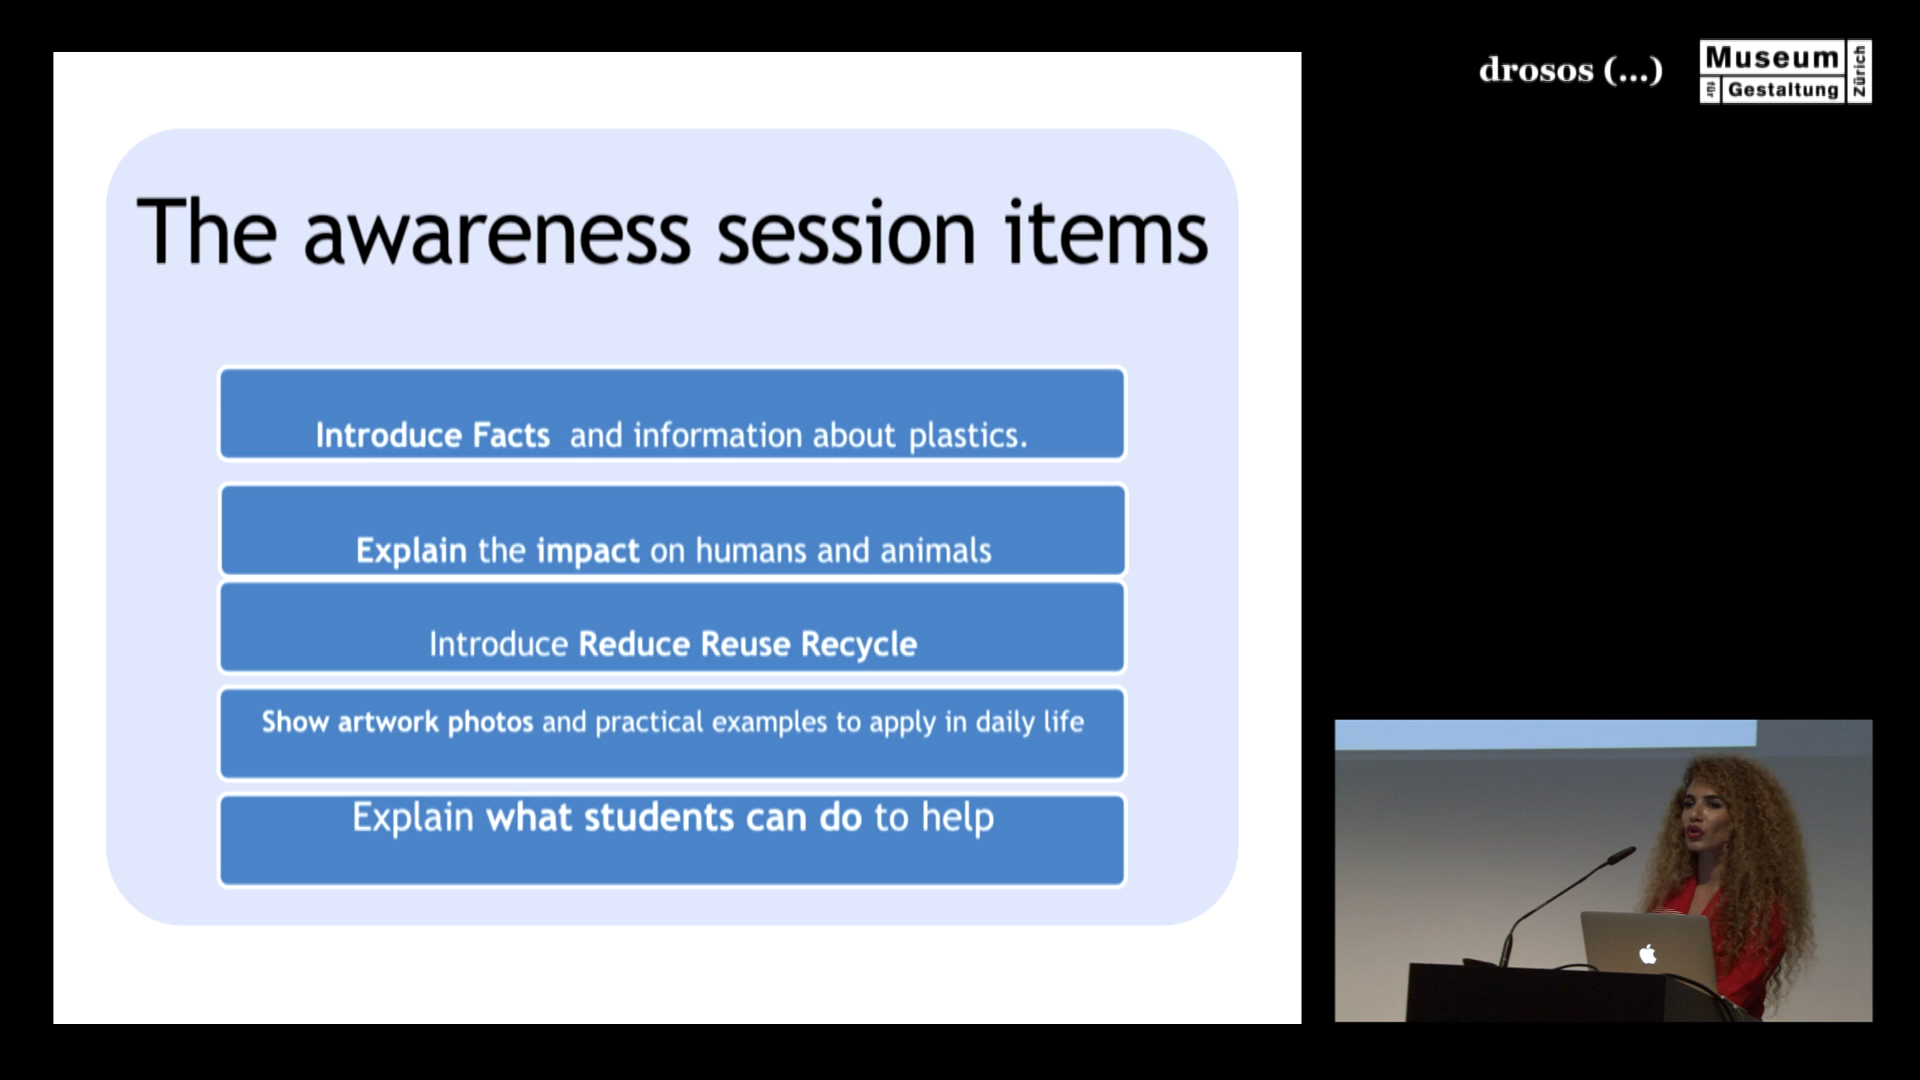 drosos (...)
Museum
für Gestaltung
Zürich
The awareness session items
Introduce Facts and information about plastics.
Explain the impact on humans and animals
Introduce Reduce Reuse Recycle
Show artwork photos and practical examples to apply in daily life
Explain what students can do to help